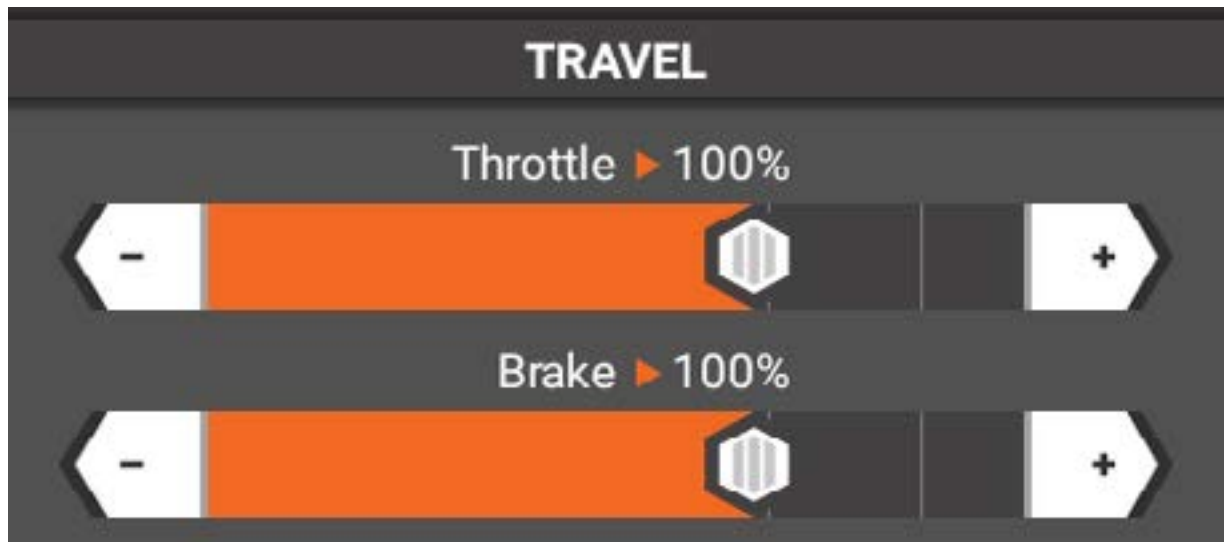 TRAVEL
Throttle ▶ 100%
- +
Brake ▶ 100%
- +